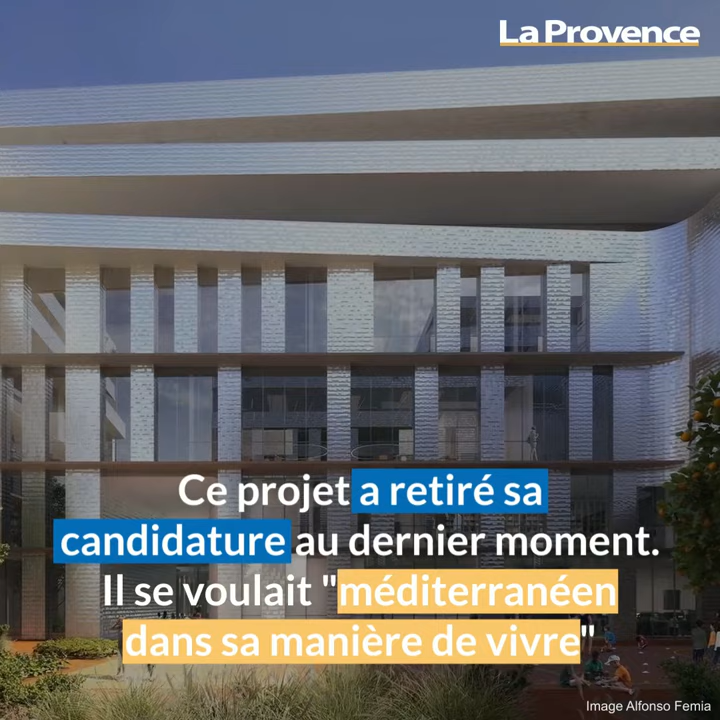 La Provence
Ce projet a retiré sa
candidature au dernier moment.
Il se voulait "méditerranéen
dans sa manière de vivre"
Image Alfonso Femia